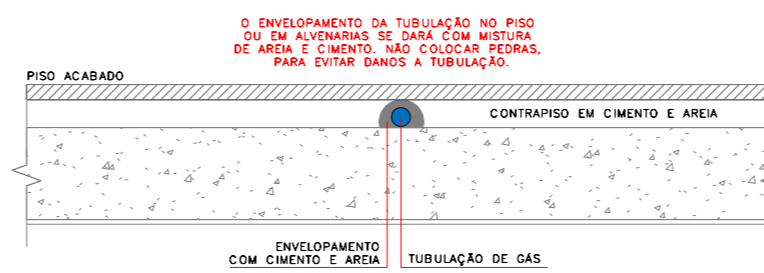 O ENVELOPAMENTO DA TUBULAÇÃO NO PISO
OU EM ALVENARIAS SE DARÁ COM MISTURA
DE AREIA E CIMENTO. NÃO COLOCAR PEDRAS,
PARA EVITAR DANOS A TUBULAÇÃO.
PISO ACABADO
CONTRAPISO EM CIMENTO E AREIA
ENVELOPAMENTO
COM CIMENTO E AREIA
TUBULAÇÃO DE GÁS